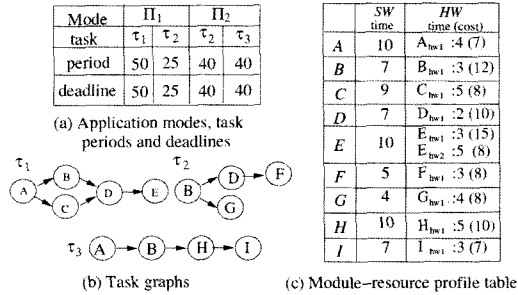 Mode Π1 Π2
task τ1 τ2 τ2 τ3
period 50 25 40 40
deadline 50 25 40 40
(a) Application modes, task
periods and deadlines
τ1
A B C D E
τ2
B D F G
τ3 A B H I
(b) Task graphs
SW time HW time (cost)
A 10 Ahw1 :4 (7)
B 7 Bhw1 :3 (12)
C 9 Chw1 :5 (8)
D 7 Dhw1 :2 (10)
E 10 Ehw1 :3 (15)
Ehw2 :5 (8)
F 5 Fhw1 :3 (8)
G 4 Ghw1 :4 (8)
H 10 Hhw1 :5 (10)
I 7 Ihw1 :3 (7)
(c) Module-resource profile table